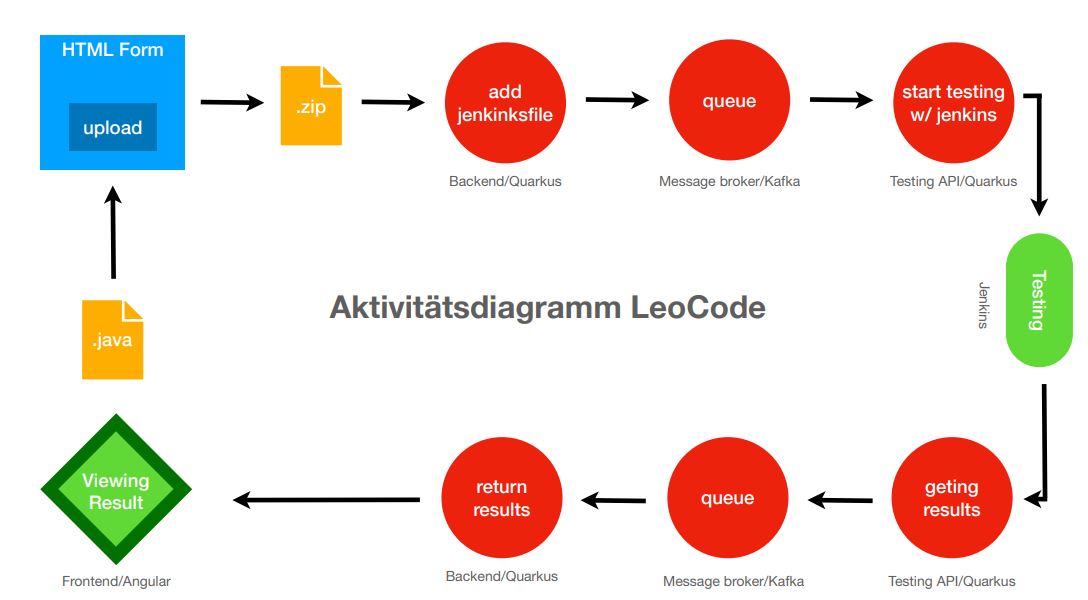 HTML Form
upload
.zip
add
jenkinksfile
queue
start testing
w/ jenkins
Backend/Quarkus
Message broker/Kafka
Testing API/Quarkus
Testing
Jenkins
Aktivitätsdiagramm LeoCode
.java
Viewing
Result
return
results
queue
geting
results
Frontend/Angular
Backend/Quarkus
Message broker/Kafka
Testing API/Quarkus